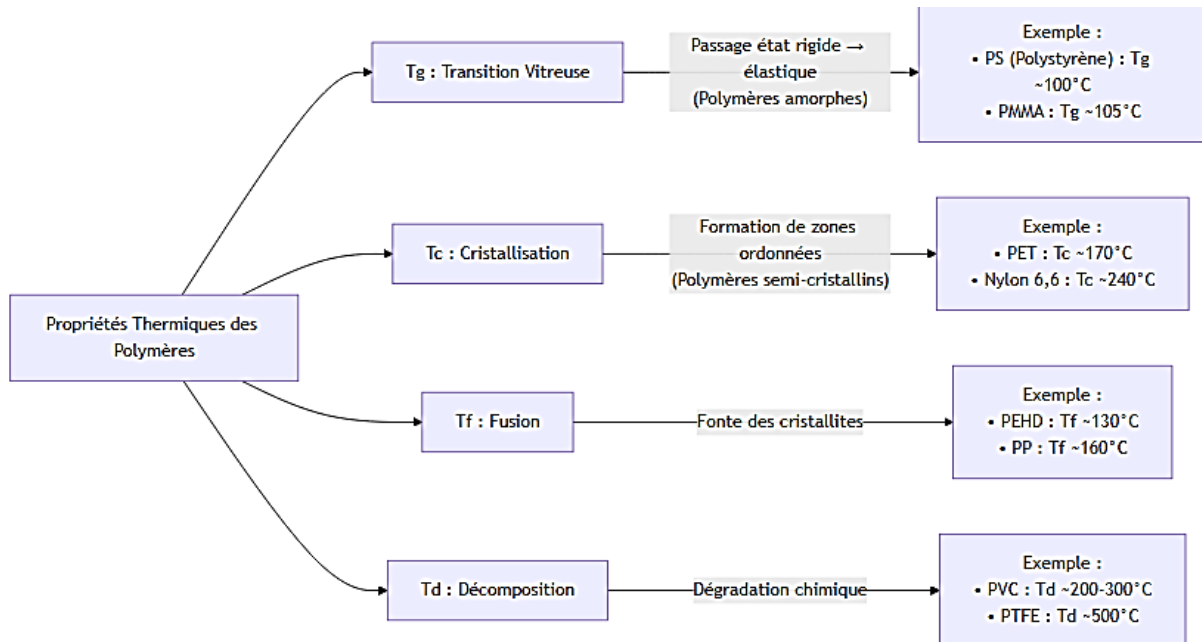 Propriétés Thermiques des
Polymères
Tg : Transition Vitreuse
Passage état rigide →
élastique
(Polymères amorphes)
Exemple :
• PS (Polystyrène) : Tg
~100°C
• PMMA : Tg ~105°C
Tc : Cristallisation
Formation de zones
ordonnées
(Polymères semi-cristallins)
Exemple :
• PET : Tc ~170°C
• Nylon 6,6 : Tc ~240°C
Tf : Fusion
Fonte des cristallites
Exemple :
• PEHD : Tf ~130°C
• PP : Tf ~160°C
Td : Décomposition
Dégradation chimique
Exemple :
• PVC : Td ~200-300°C
• PTFE : Td ~500°C